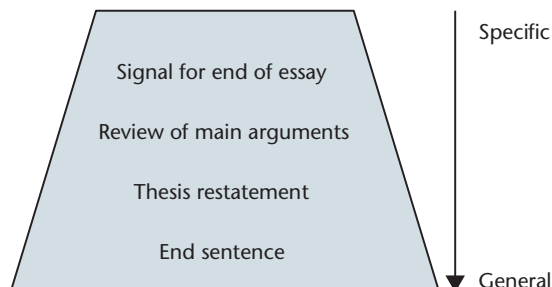 Specific
Signal for end of essay
Review of main arguments
Thesis restatement
End sentence
General